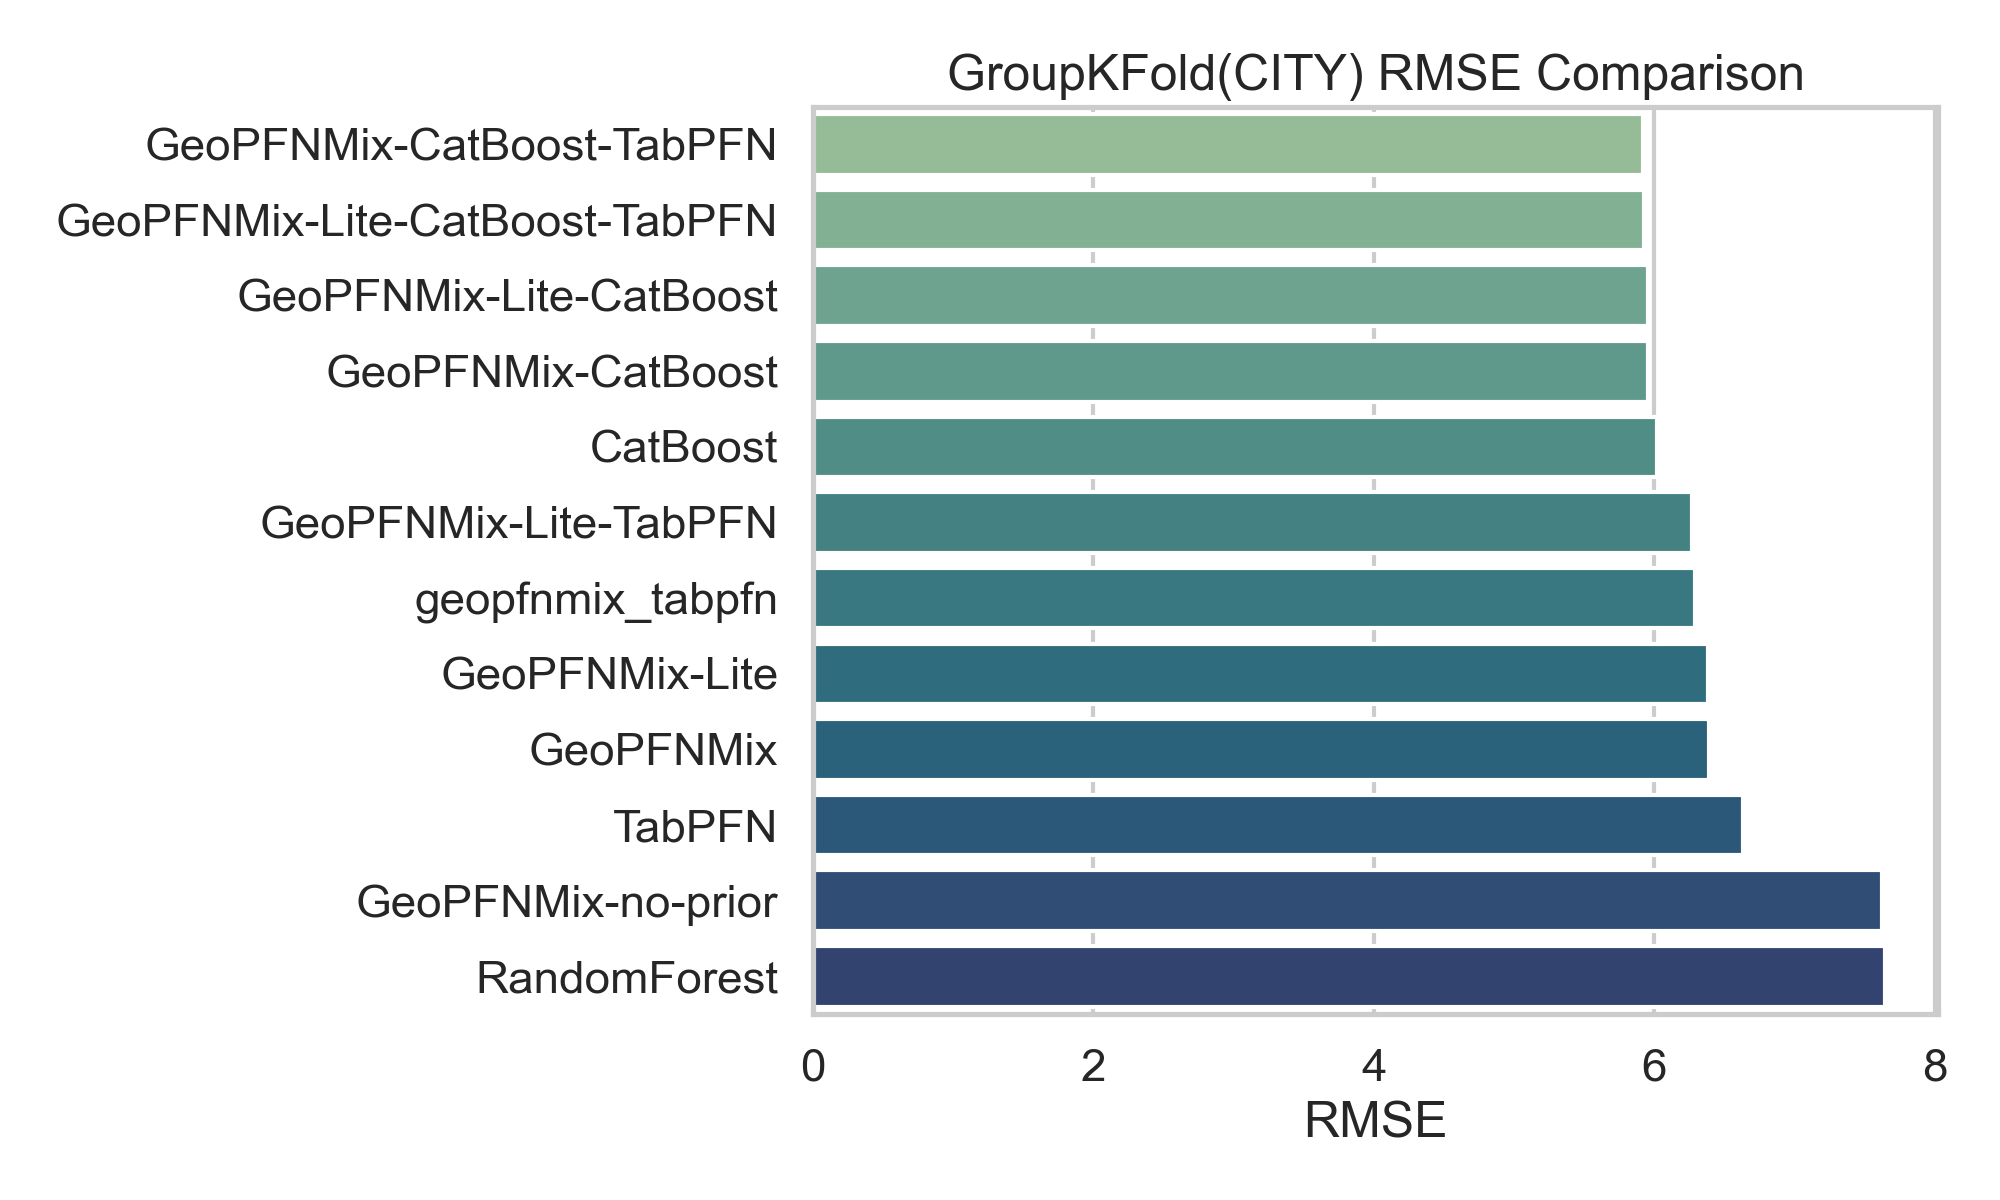 GroupKFold(CITY) RMSE Comparison
GeoPFNMix-CatBoost-TabPFN
GeoPFNMix-Lite-CatBoost-TabPFN
GeoPFNMix-Lite-CatBoost
GeoPFNMix-CatBoost
CatBoost
GeoPFNMix-Lite-TabPFN
geopfnmix_tabpfn
GeoPFNMix-Lite
GeoPFNMix
TabPFN
GeoPFNMix-no-prior
RandomForest
0 2 4 6 8
RMSE